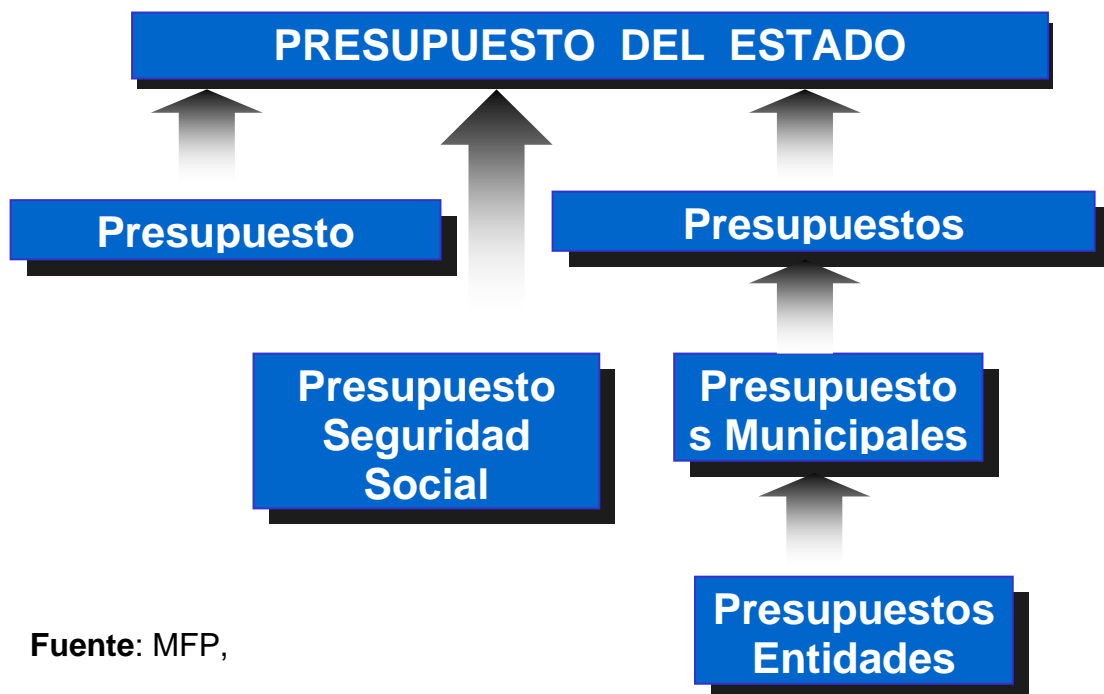 PRESUPUESTO DEL ESTADO
Presupuesto
Presupuestos
Presupuesto
Seguridad
Social
Presupuesto
s Municipales
Presupuestos
Entidades
Fuente: MFP,